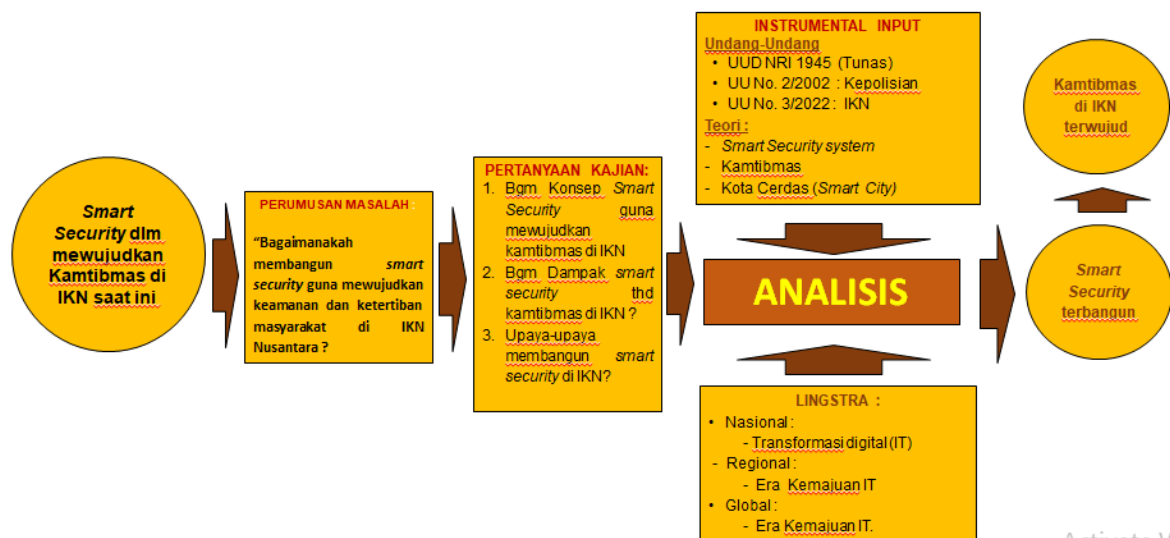 Smart
Security dlm
mewujudkan
Kamtibmas di
IKN saat ini
PERUMUSAN MASALAH :
“Bagaimanakah
membangun smart
security guna mewujudkan
keamanan dan ketertiban
masyarakat di IKN
Nusantara ?
PERTANYAAN KAJIAN:
1. Bgm Konsep Smart
Security guna
mewujudkan
kamtibmas di IKN
2. Bgm Dampak smart
security thd
kamtibmas di IKN ?
3. Upaya-upaya
membangun smart
security di IKN?
INSTRUMENTAL INPUT
Undang-Undang
• UUD NRI 1945 (Tunas)
• UU No. 2/2002 : Kepolisian
• UU No. 3/2022 : IKN
Teori :
- Smart Security system
- Kamtibmas
- Kota Cerdas (Smart City)
ANALISIS
LINGSTRA :
• Nasional :
- Transformasi digital (IT)
- Regional :
- Era Kemajuan IT
• Global :
- Era Kemajuan IT.
Smart
Security
terbangun
Kamtibmas
di IKN
terwujud